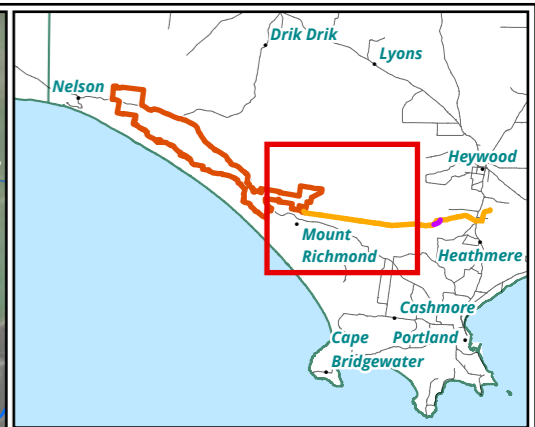 Drik Drik
Lyons
Nelson
Heywood
Mount
Richmond
Heathmere
Cashmore
Cape
Bridgewater
Portland